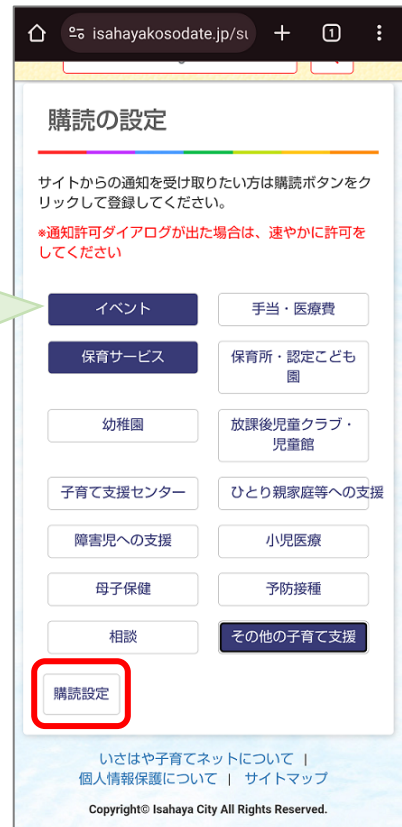 isahayakosodate.jp/su
1
購読の設定
サイトからの通知を受け取りたい方は購読ボタンをク
リックして登録してください。
※通知許可ダイアログが出た場合は、速やかに許可を
してください
イベント
手当・医療費
保育サービス
保育所・認定こども
園
幼稚園
放課後児童クラブ・
児童館
子育て支援センター
ひとり親家庭等への支援
障害児への支援
小児医療
母子保健
予防接種
相談
その他の子育て支援
購読設定
いさはや子育てネットについて |
個人情報保護について | サイトマップ
Copyright© Isahaya City All Rights Reserved.